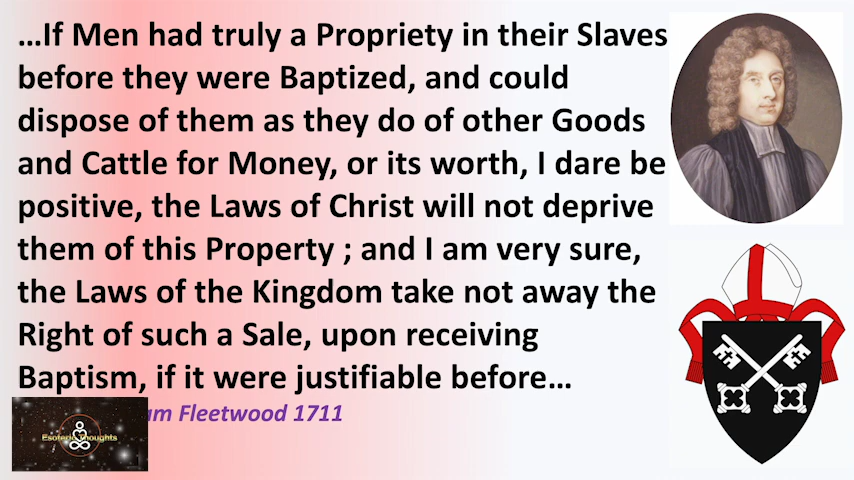 …If Men had truly a Propriety in their Slaves
before they were Baptized, and could
dispose of them as they do of other Goods
and Cattle for Money, or its worth, I dare be
positive, the Laws of Christ will not deprive
them of this Property ; and I am very sure,
the Laws of the Kingdom take not away the
Right of such a Sale, upon receiving
Baptism, if it were justifiable before…
Fleetwood 1711
Esoteric Thoughts